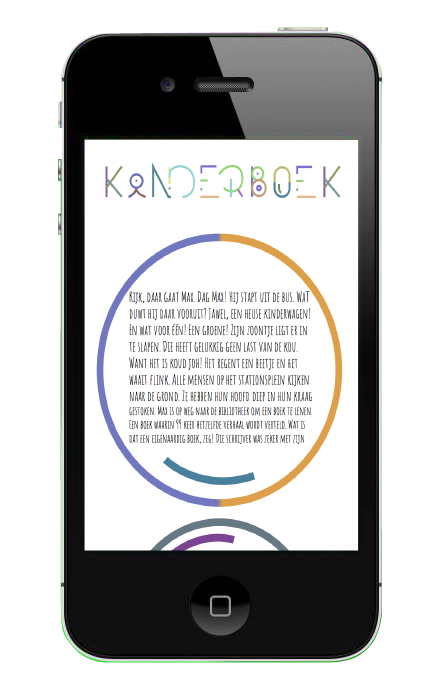 KINDERBOEK
Kijk, daar gaat Max. Dag Max! Hij stapt uit de bus. Wat
duwt hij daar vooruit? Jawel, een heuse kinderwagen!
En wat voor één! Een groene! Zijn zoontje ligt er in
te slapen. Die heeft gelukkig geen last van de kou.
Want het is koud joh! Het regent een beetje en het
waait flink. Alle mensen op het stationsplein kijken
naar de grond. Ze hebben hun hoofd diep in hun kraag
gestoken. Max is op weg naar de bibliotheek om een boek te lenen.
Een boek waarin 99 keer hetzelfde verhaal wordt verteld. Wat is
dat een eigenaardig boek, zeg! Die schrijver was zeker met zijn